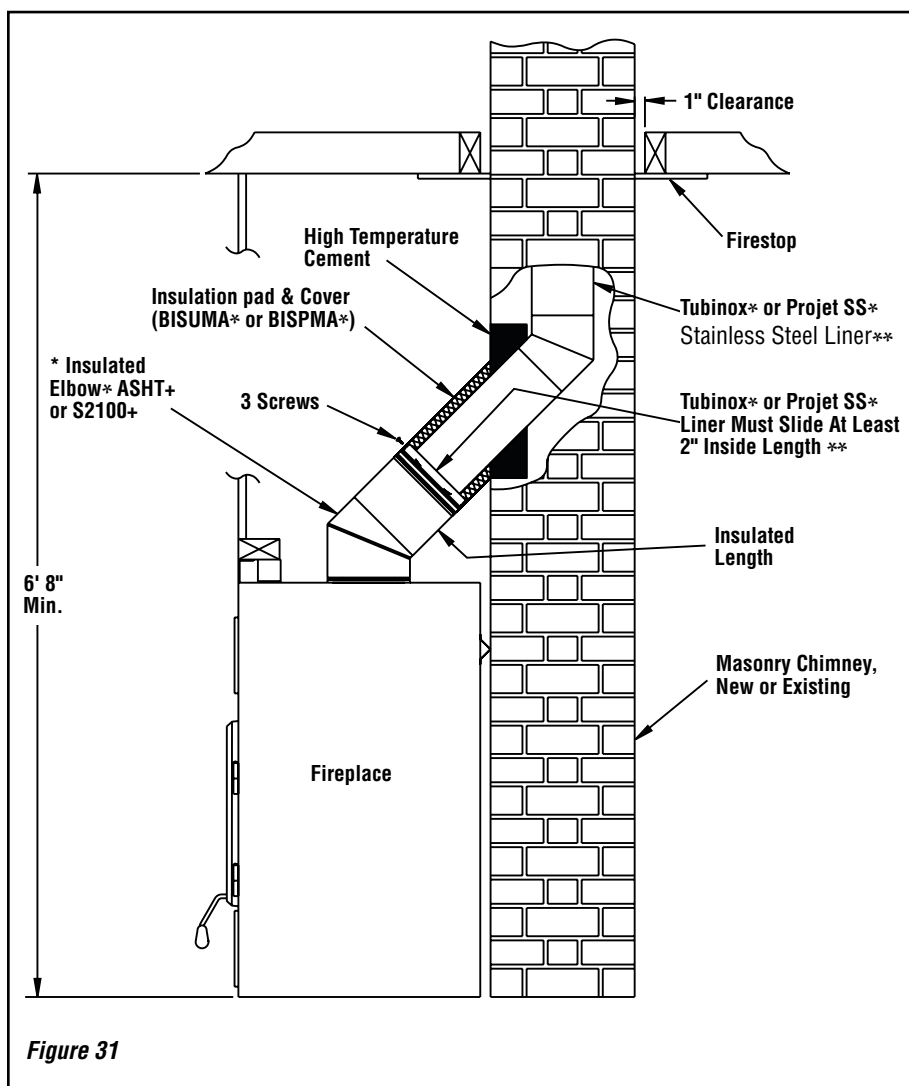 1" Clearance
Firestop
High Temperature
Cement
Insulation pad & Cover
(BISUMA* or BISPMA*)
Tubinox* or Projet SS*
Stainless Steel Liner**
* Insulated
Elbow* ASHT+
or S2100+
3 Screws
Tubinox* or Projet SS*
Liner Must Slide At Least
2" Inside Length **
Insulated
Length
6' 8"
Min.
Masonry Chimney,
New or Existing
Fireplace
Figure 31